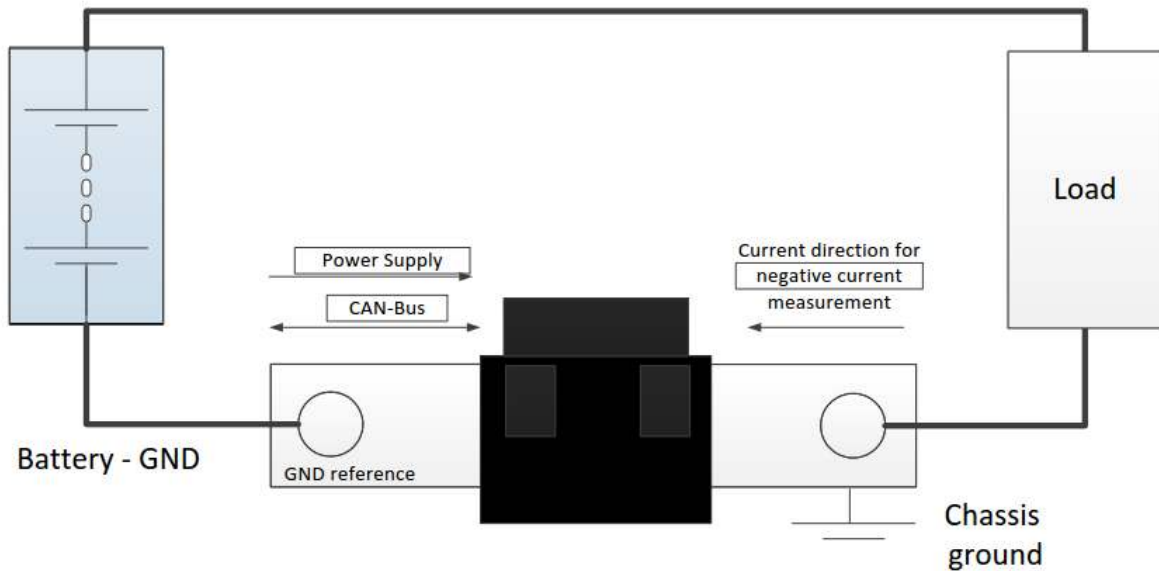 Load
Power Supply
CAN-Bus
Current direction for
negative current
measurement
Battery - GND
GND reference
Chassis
ground